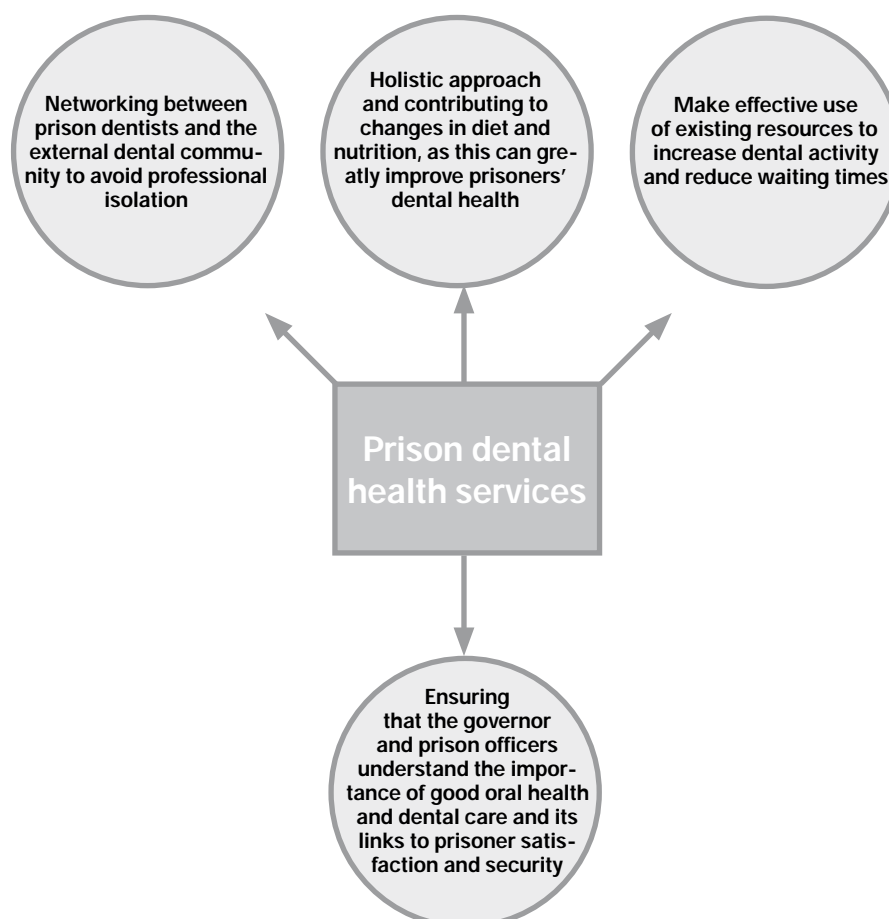 Networking between
prison dentists and the
external dental commu-
nity to avoid professional
isolation
Holistic approach
and contributing to
changes in diet and
nutrition, as this can gre-
atly improve prisoners’
dental health
Make effective use
of existing resources to
increase dental activity
and reduce waiting times
Prison dental
health services
Ensuring
that the governor
and prison officers
understand the impor-
tance of good oral health
and dental care and its
links to prisoner satis-
faction and security